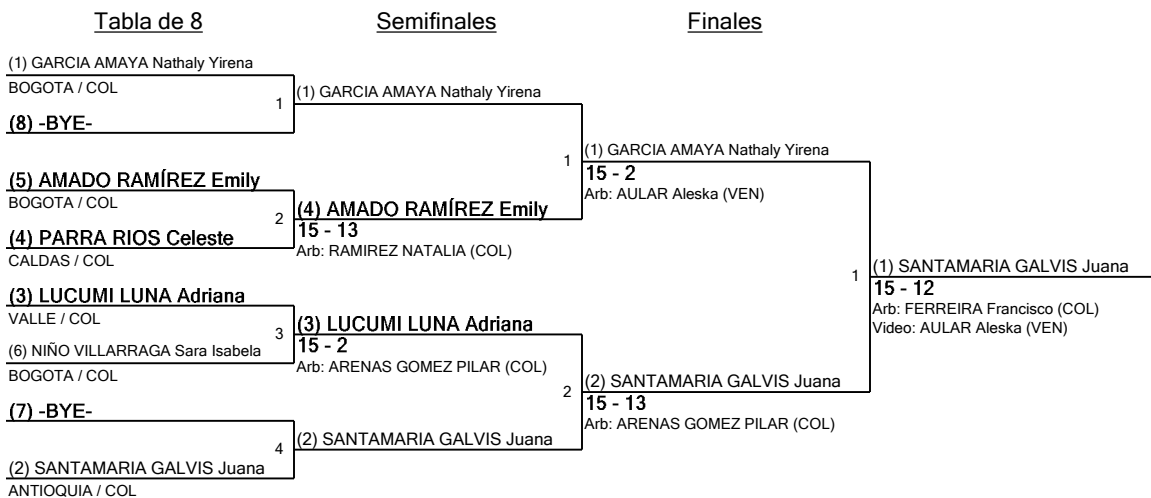 Tabla de 8
Semifinales
Finales
(1) GARCIA AMAYA Nathaly Yirena
BOGOTA / COL
1
(8) -BYE-
(5) AMADO RAMÍREZ Emily
BOGOTA / COL
2
(4) PARRA RIOS Celeste
CALDAS / COL
(3) LUCUMI LUNA Adriana
VALLE / COL
3
(6) NIÑO VILLARRAGA Sara Isabela
BOGOTA / COL
(7) -BYE-
4
(2) SANTAMARIA GALVIS Juana
ANTIOQUIA / COL
(1) GARCIA AMAYA Nathaly Yirena
1
(4) AMADO RAMÍREZ Emily
15 - 13
Arb: RAMIREZ NATALIA (COL)
(3) LUCUMI LUNA Adriana
15 - 2
Arb: ARENAS GOMEZ PILAR (COL)
2
(2) SANTAMARIA GALVIS Juana
(1) GARCIA AMAYA Nathaly Yirena
15 - 2
Arb: AULAR Aleska (VEN)
1
(2) SANTAMARIA GALVIS Juana
15 - 13
Arb: ARENAS GOMEZ PILAR (COL)
(1) SANTAMARIA GALVIS Juana
15 - 12
Arb: FERREIRA Francisco (COL)
Video: AULAR Aleska (VEN)